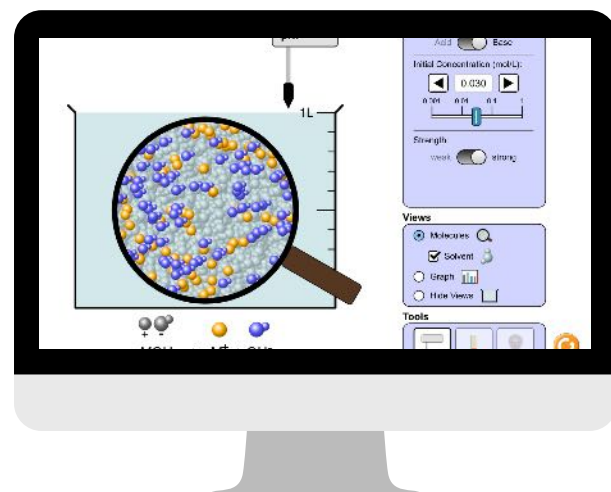 Acid Base
Initial Concentration (mol/L):
0.030
0.001 0.01 0.1 1
1L
Strength
weak strong
Views
Molecules
Solvent
Graph
Hide Views
Tools